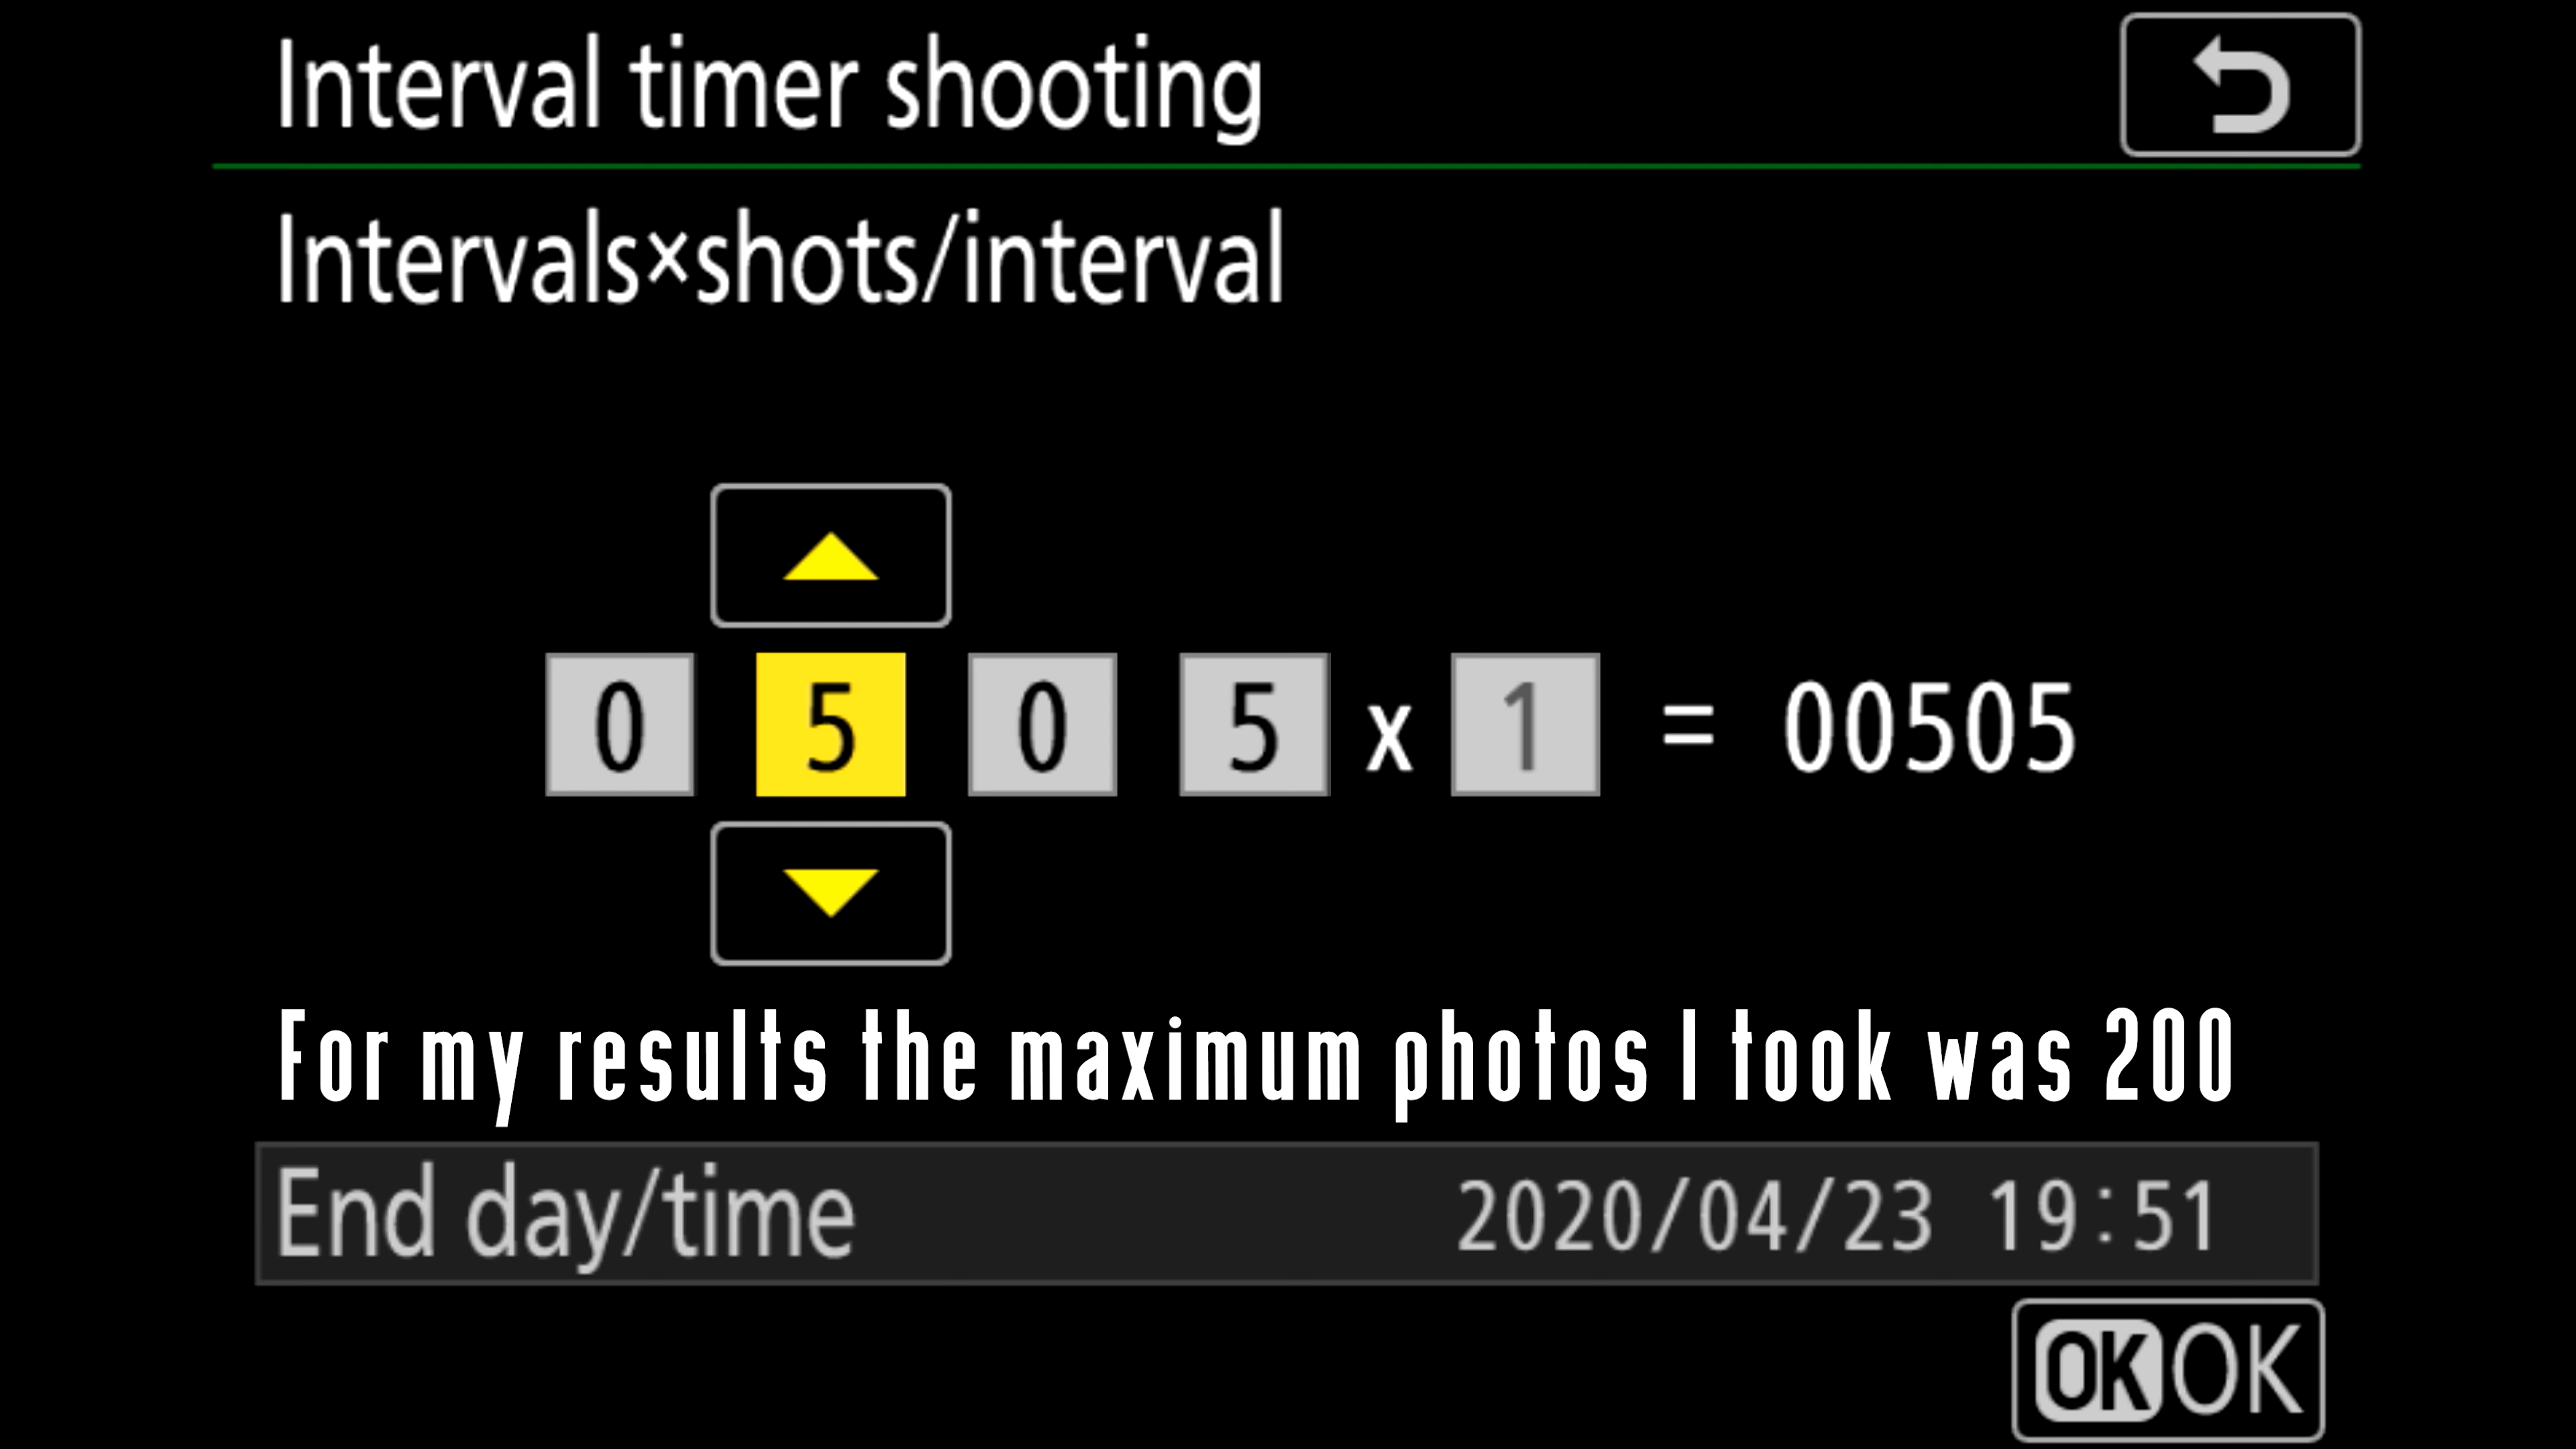 Interval timer shooting
Intervals×shots/interval
0 5 0 5 x 1 = 00505
For my results the maximum photos I took was 200
End day/time 2020/04/23 19:51
OK OK